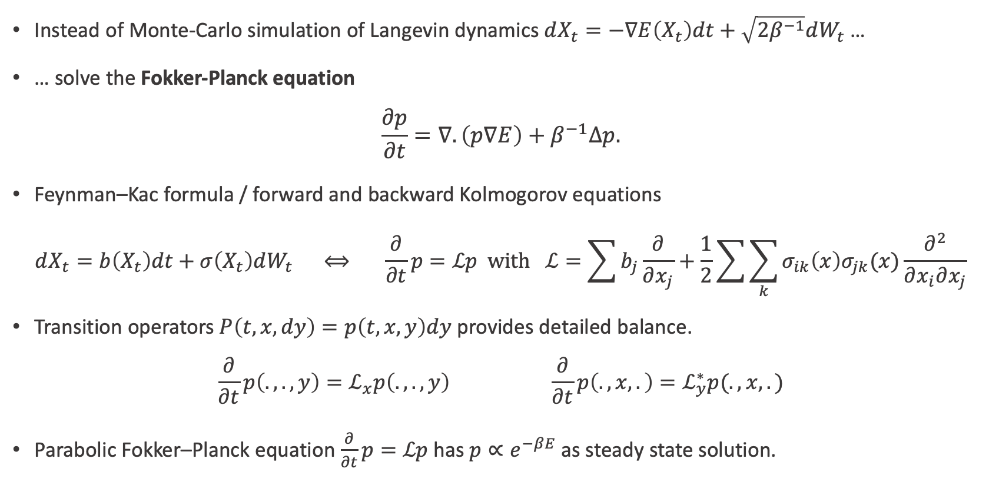 • Instead of Monte-Carlo simulation of Langevin dynamics $dX_t = -\nabla E(X_t)dt + \sqrt{2\beta^{-1}}dW_t$ ...
• ... solve the Fokker-Planck equation
$\frac{\partial p}{\partial t} = \nabla.(p\nabla E) + \beta^{-1}\Delta p.$
• Feynman–Kac formula / forward and backward Kolmogorov equations
$dX_t = b(X_t)dt + \sigma(X_t)dW_t \quad \Leftrightarrow \quad \frac{\partial}{\partial t}p = \mathcal{L}p$ with $\mathcal{L} = \sum b_j \frac{\partial}{\partial x_j} + \frac{1}{2}\sum\sum_k \sigma_{ik}(x)\sigma_{jk}(x)\frac{\partial^2}{\partial x_i \partial x_j}$
• Transition operators $P(t,x,dy) = p(t,x,y)dy$ provides detailed balance.
$\frac{\partial}{\partial t}p(.,.,y) = \mathcal{L}_x p(.,.,y) \qquad \frac{\partial}{\partial t}p(.,x,.) = \mathcal{L}_y^* p(.,x,.)$
• Parabolic Fokker–Planck equation $\frac{\partial}{\partial t}p = \mathcal{L}p$ has $p \propto e^{-\beta E}$ as steady state solution.